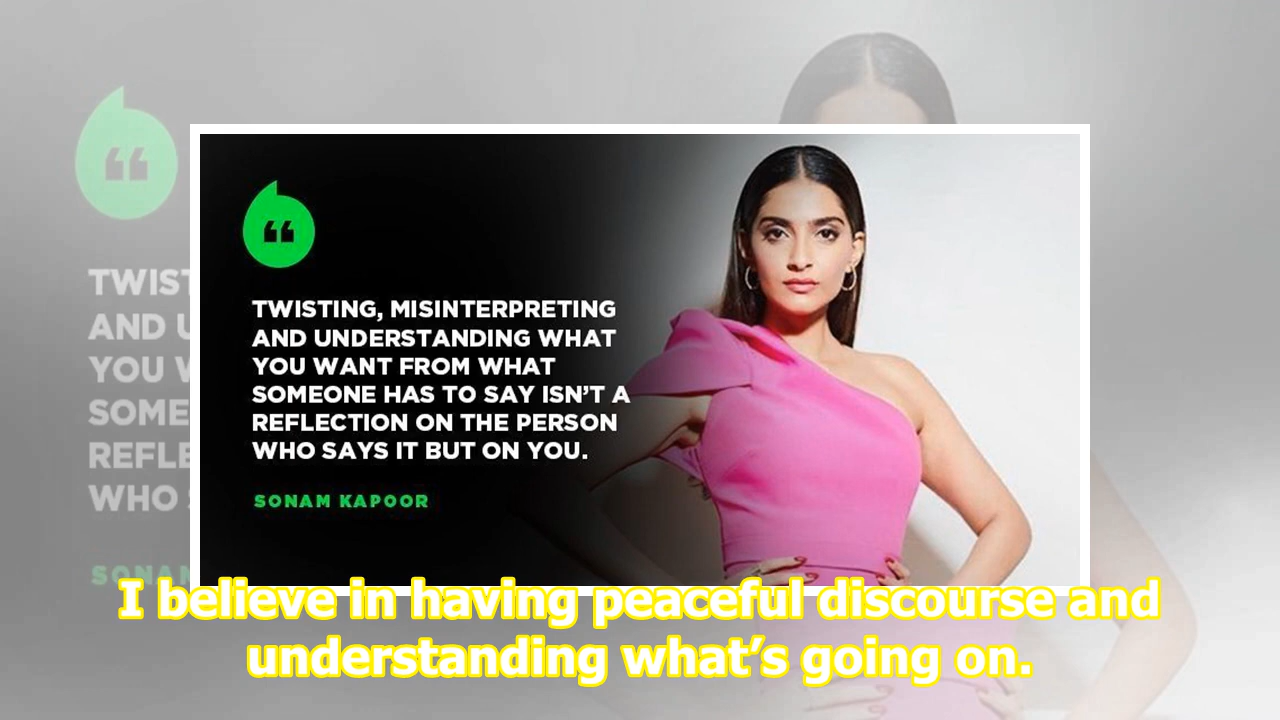 TWISTING, MISINTERPRETING
AND UNDERSTANDING WHAT
YOU WANT FROM WHAT
SOMEONE HAS TO SAY ISN’T A
REFLECTION ON THE PERSON
WHO SAYS IT BUT ON YOU.
SONAM KAPOOR
I believe in having peaceful discourse and
understanding what’s going on.